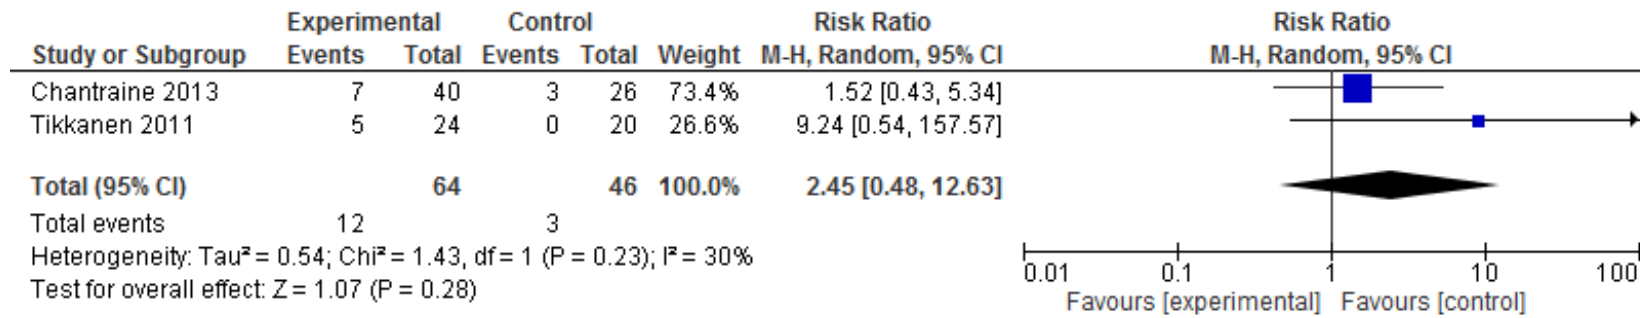 Experimental Control Risk Ratio Risk Ratio
Study or Subgroup Events Total Events Total Weight M-H, Random, 95% CI M-H, Random, 95% CI
Chantraine 2013 7 40 3 26 73.4% 1.52 [0.43, 5.34]
Tikkanen 2011 5 24 0 20 26.6% 9.24 [0.54, 157.57]
Total (95% CI) 64 46 100.0% 2.45 [0.48, 12.63]
Total events 12 3
Heterogeneity: Tau² = 0.54; Chi² = 1.43, df = 1 (P = 0.23); I² = 30%
Test for overall effect: Z = 1.07 (P = 0.28)
0.01 0.1 1 10 100
Favours [experimental] Favours [control]